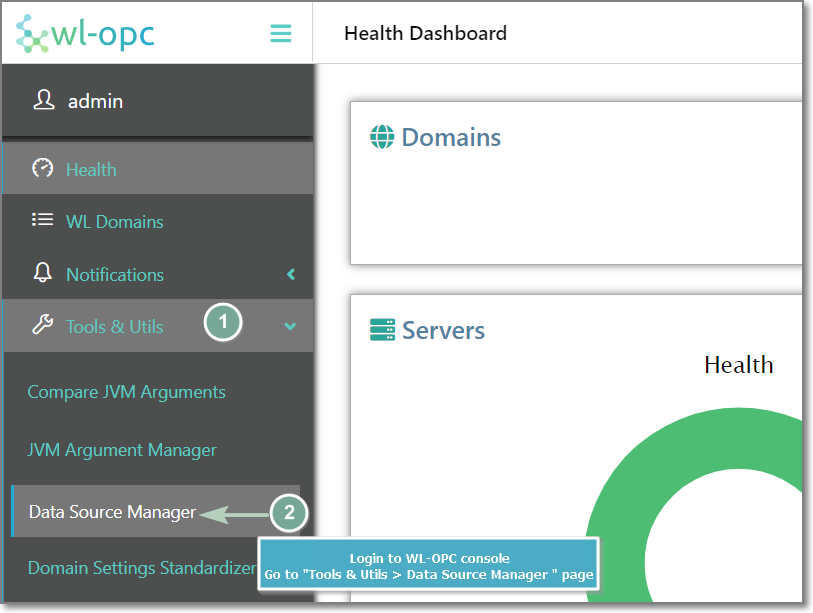 wl-opc
Health Dashboard
admin
Domains
Health
WL Domains
Notifications
Tools & Utils
1
Servers
Health
Compare JVM Arguments
JVM Argument Manager
Data Source Manager
2
Domain Settings Standardizer
Login to WL-OPC console
Go to "Tools & Utils > Data Source Manager " page